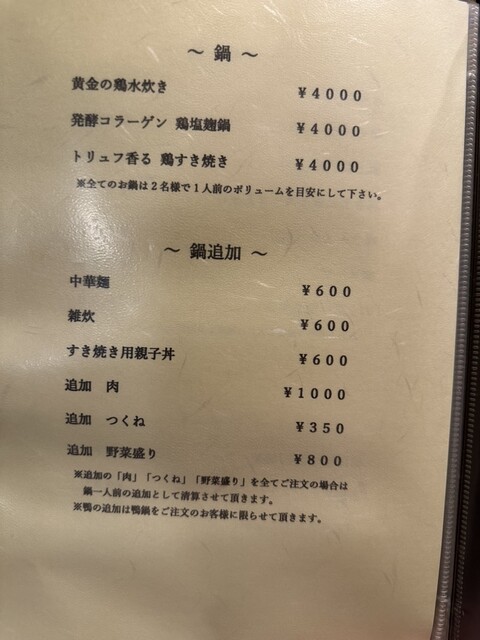 ～ 鍋 ～
黄金の鶏水炊き ￥４０００
発酵コラーゲン 鶏塩麹鍋 ￥４０００
トリュフ香る 鶏すき焼き ￥４０００
※全てのお鍋は２名様で１人前のボリュームを目安にして下さい。
～ 鍋追加 ～
中華麺 ￥６００
雑炊 ￥６００
すき焼き用親子丼 ￥６００
追加　肉 ￥１０００
追加　つくね ￥３５０
追加　野菜盛り ￥８００
※追加の「肉」「つくね」「野菜盛り」を全てご注文の場合は
鍋一人前の追加として清算させて頂きます。
※鴨の追加は鴨鍋をご注文のお客様に限らせて頂きます。